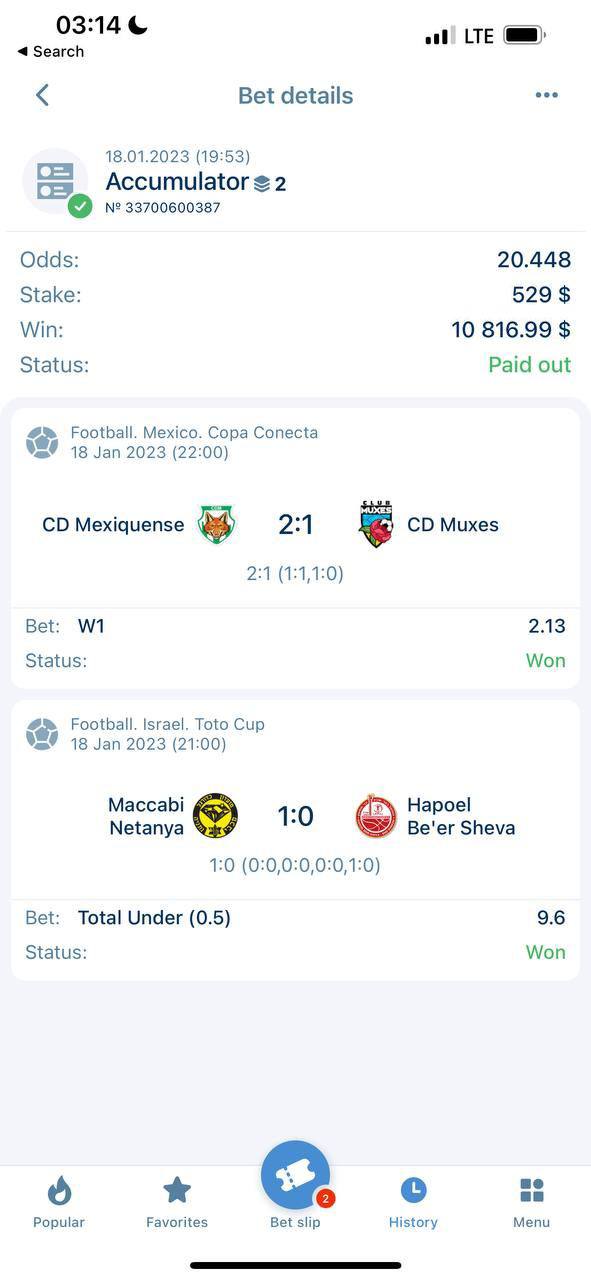 03:14
◀ Search
LTE
Bet details
18.01.2023 (19:53)
Accumulator 2
№ 33700600387
Odds: 20.448
Stake: 529 $
Win: 10 816.99 $
Status: Paid out
Football. Mexico. Copa Conecta
18 Jan 2023 (22:00)
CD Mexiquense 2:1 CLUB MUXES CD Muxes
2:1 (1:1,1:0)
Bet: W1 2.13
Status: Won
Football. Israel. Toto Cup
18 Jan 2023 (21:00)
Maccabi Netanya 1:0 Hapoel Be'er Sheva
1:0 (0:0,0:0,0:0,1:0)
Bet: Total Under (0.5) 9.6
Status: Won
2
Popular Favorites Bet slip History Menu